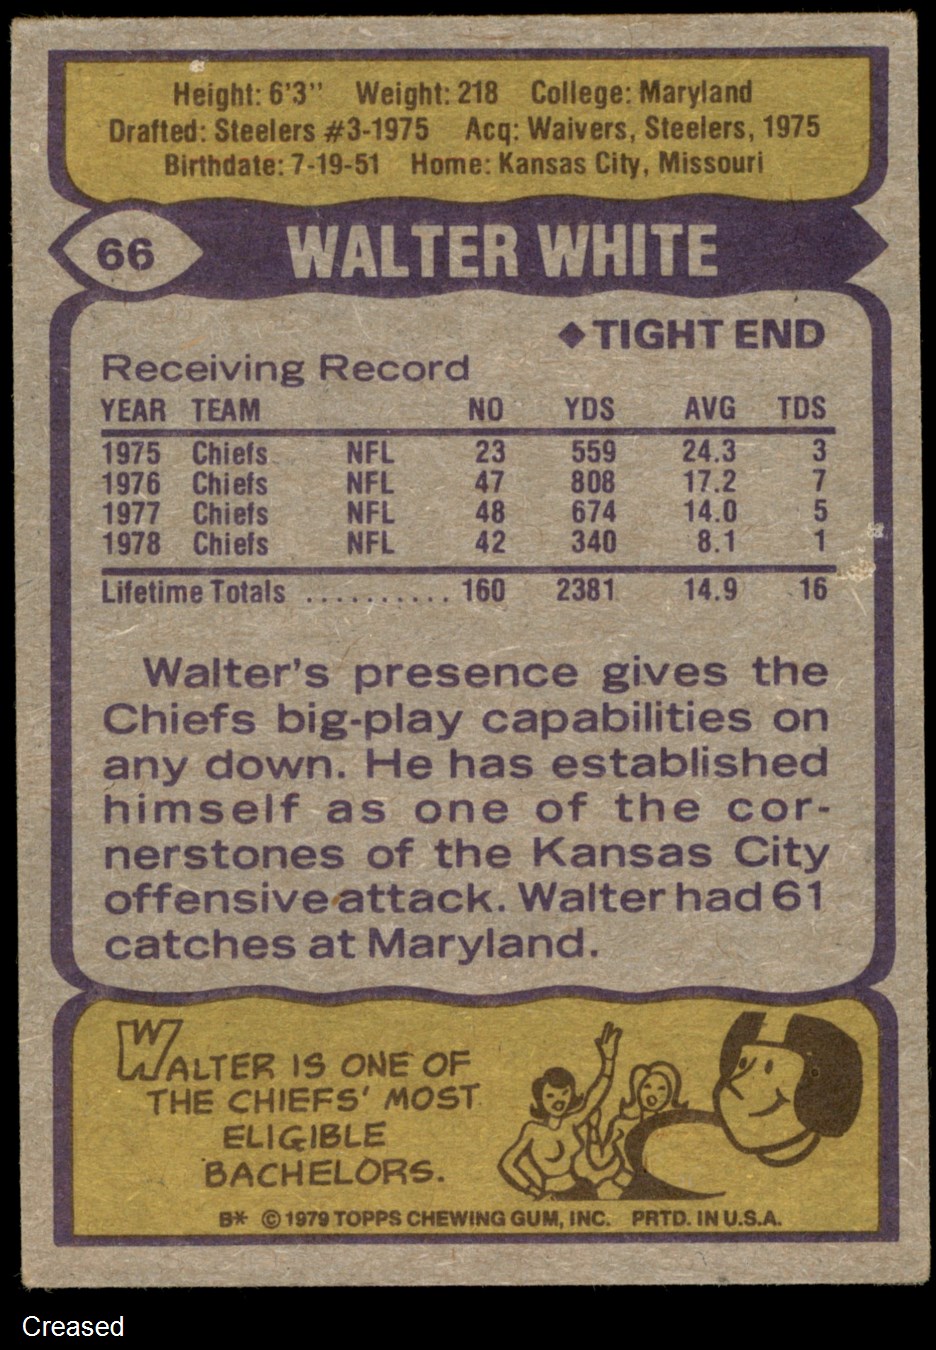 Height: 6'3" Weight: 218 College: Maryland
Drafted: Steelers #3-1975 Acq: Waivers, Steelers, 1975
Birthdate: 7-19-51 Home: Kansas City, Missouri
66 WALTER WHITE
◆TIGHT END
Receiving Record
YEAR TEAM NO YDS AVG TDS
1975 Chiefs NFL 23 559 24.3 3
1976 Chiefs NFL 47 808 17.2 7
1977 Chiefs NFL 48 674 14.0 5
1978 Chiefs NFL 42 340 8.1 1
Lifetime Totals .......... 160 2381 14.9 16
Walter's presence gives the
Chiefs big-play capabilities on
any down. He has established
himself as one of the cor-
nerstones of the Kansas City
offensive attack. Walter had 61
catches at Maryland.
WALTER IS ONE OF
THE CHIEFS' MOST
ELIGIBLE
BACHELORS.
B* © 1979 TOPPS CHEWING GUM, INC. PRTD. IN U.S.A.
Creased